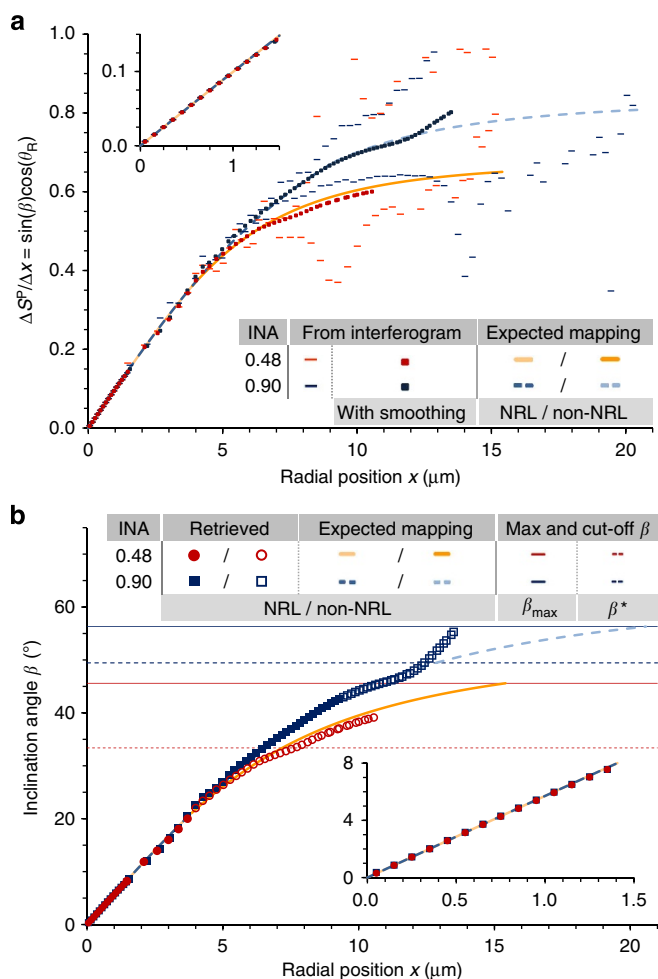 a
ΔSᴾ/Δx = sin(β)cos(θR)
1.0
0.8
0.6
0.4
0.2
0.0
0.1
0.0
0 1
INA From interferogram Expected mapping
0.48 /
0.90 /
With smoothing NRL / non-NRL
0 5 10 15 20
Radial position x (μm)
b
INA Retrieved Expected mapping Max and cut-off β
0.48 / /
0.90 / /
NRL / non-NRL βmax β*
Inclination angle β (°)
60
40
20
0
8
4
0
0.0 0.5 1.0 1.5
0 5 10 15 20
Radial position x (μm)